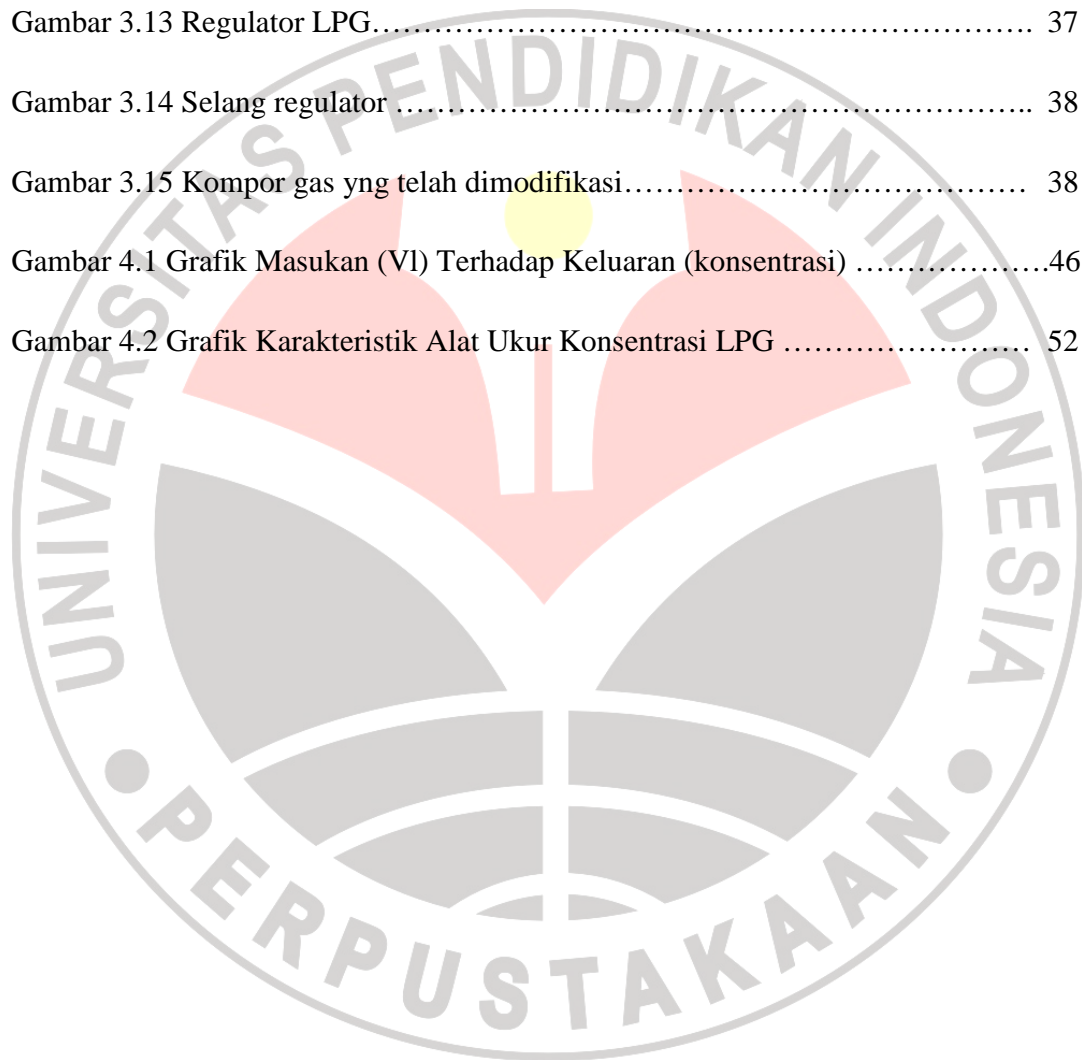 Gambar 3.13 Regulator LPG…………………………………………………………. 37
Gambar 3.14 Selang regulator ……………………………………………………….. 38
Gambar 3.15 Kompor gas yng telah dimodifikasi………………………………… 38
Gambar 4.1 Grafik Masukan (Vl) Terhadap Keluaran (konsentrasi) ……………….46
Gambar 4.2 Grafik Karakteristik Alat Ukur Konsentrasi LPG …………………… 52
UNIVERSITAS PENDIDIKAN INDONESIA
PERPUSTAKAAN